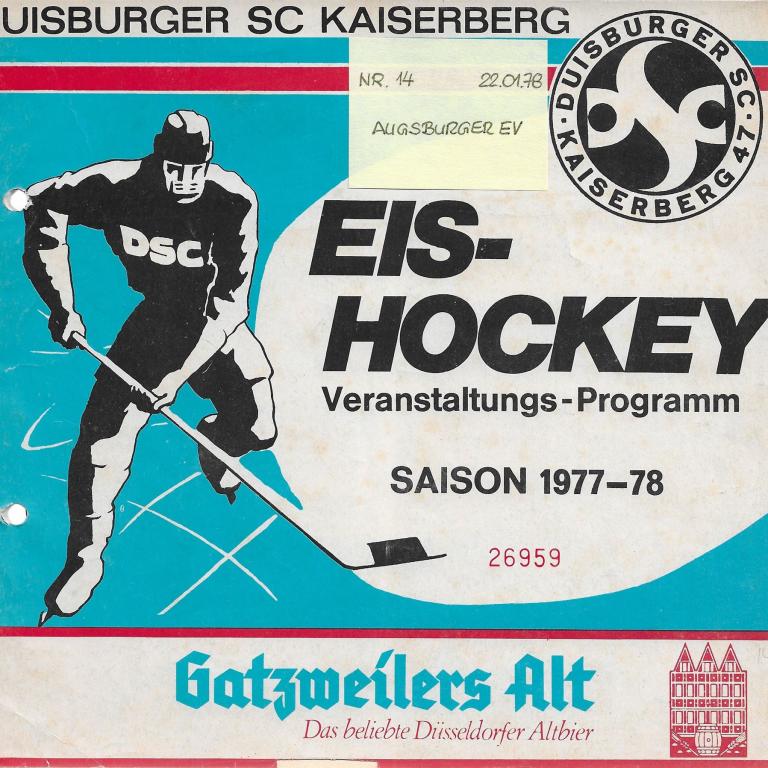 UISBURGER SC KAISERBERG
NR. 14 22.01.78
AUGSBURGER EV
DUISBURGER SC·
·KAISERBERG 47·
DSC
EIS-
HOCKEY
Veranstaltungs-Programm
SAISON 1977–78
26959
Gatzweilers Alt
Das beliebte Düsseldorfer Altbier